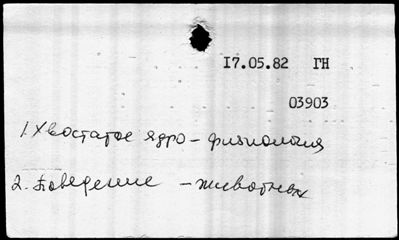 17.05.82 ГН
03903
1. Хвостатое ядро – физиология
2. Поведение – животных